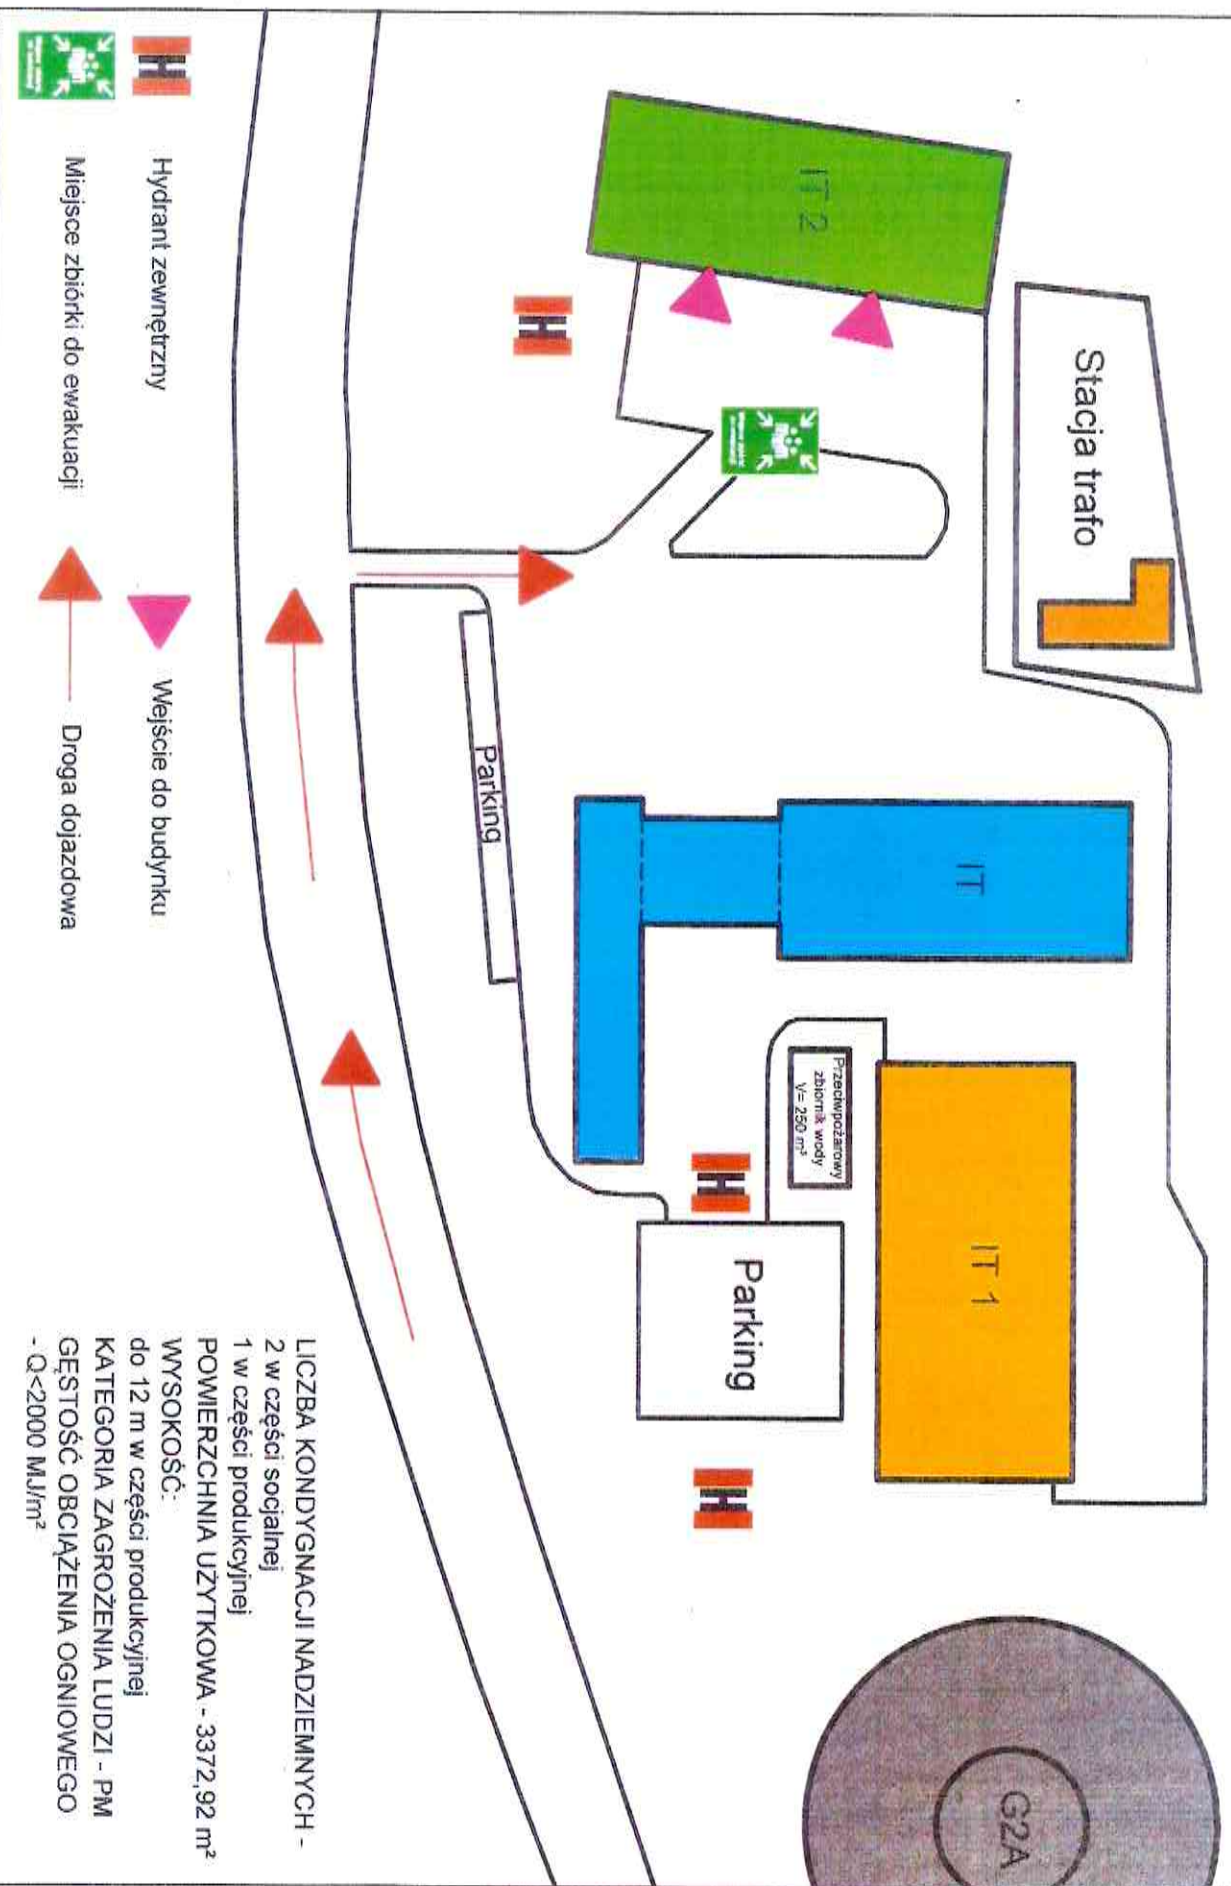 Stacja trafo
IT 2
IT
IT 1
G2A
Przeciwpożarowy
zbiornik wody
V= 250 m³
Parking
Parking
H
H
H
LICZBA KONDYGNACJI NADZIEMNYCH -
2 w części socjalnej
1 w części produkcyjnej
POWIERZCHNIA UŻYTKOWA - 3372,92 m²
WYSOKOŚĆ:
do 12 m w części produkcyjnej
KATEGORIA ZAGROŻENIA LUDZI - PM
GĘSTOŚĆ OBCIĄŻENIA OGNIOWEGO
- Q<2000 MJ/m²
H
Hydrant zewnętrzny
Wejście do budynku
Miejsce zbiórki do ewakuacji
Droga dojazdowa